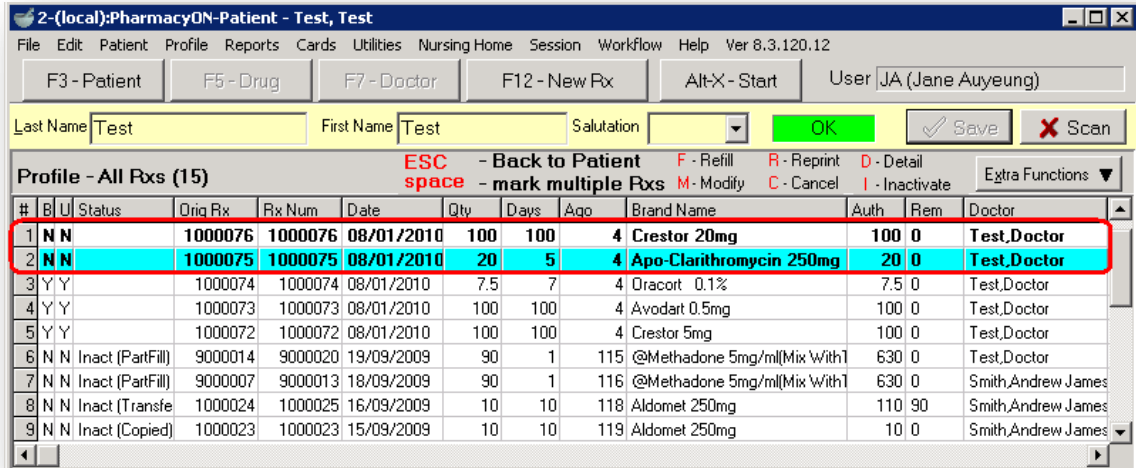 2-(local):PharmacyON-Patient - Test, Test
File Edit Patient Profile Reports Cards Utilities Nursing Home Session Workflow Help Ver 8.3.120.12
F3 - Patient F5 - Drug F7 - Doctor F12 - New Rx Alt-X - Start User JA (Jane Auyeung)
Last Name Test First Name Test Salutation OK Save Scan
Profile - All Rxs (15) ESC - Back to Patient F - Refill R - Reprint D - Detail Extra Functions
space - mark multiple Rxs M - Modify C - Cancel I - Inactivate
# B U Status Orig Rx Rx Num Date Qty Days Ago Brand Name Auth Rem Doctor
1 N N 1000076 1000076 08/01/2010 100 100 4 Crestor 20mg 100 0 Test,Doctor
2 N N 1000075 1000075 08/01/2010 20 5 4 Apo-Clarithromycin 250mg 20 0 Test,Doctor
3 Y Y 1000074 1000074 08/01/2010 7.5 7 4 Oracort 0.1% 7.5 0 Test,Doctor
4 Y Y 1000073 1000073 08/01/2010 100 100 4 Avodart 0.5mg 100 0 Test,Doctor
5 Y Y 1000072 1000072 08/01/2010 100 100 4 Crestor 5mg 100 0 Test,Doctor
6 N N Inact (PartFill) 9000014 9000020 19/09/2009 90 1 115 @Methadone 5mg/ml(Mix WithT 630 0 Test,Doctor
7 N N Inact (PartFill) 9000007 9000013 18/09/2009 90 1 116 @Methadone 5mg/ml(Mix WithT 630 0 Smith,Andrew James
8 N N Inact (Transfe 1000024 1000025 16/09/2009 10 10 118 Aldomet 250mg 110 90 Smith,Andrew James
9 N N Inact (Copied) 1000023 1000023 15/09/2009 10 10 119 Aldomet 250mg 10 0 Smith,Andrew James